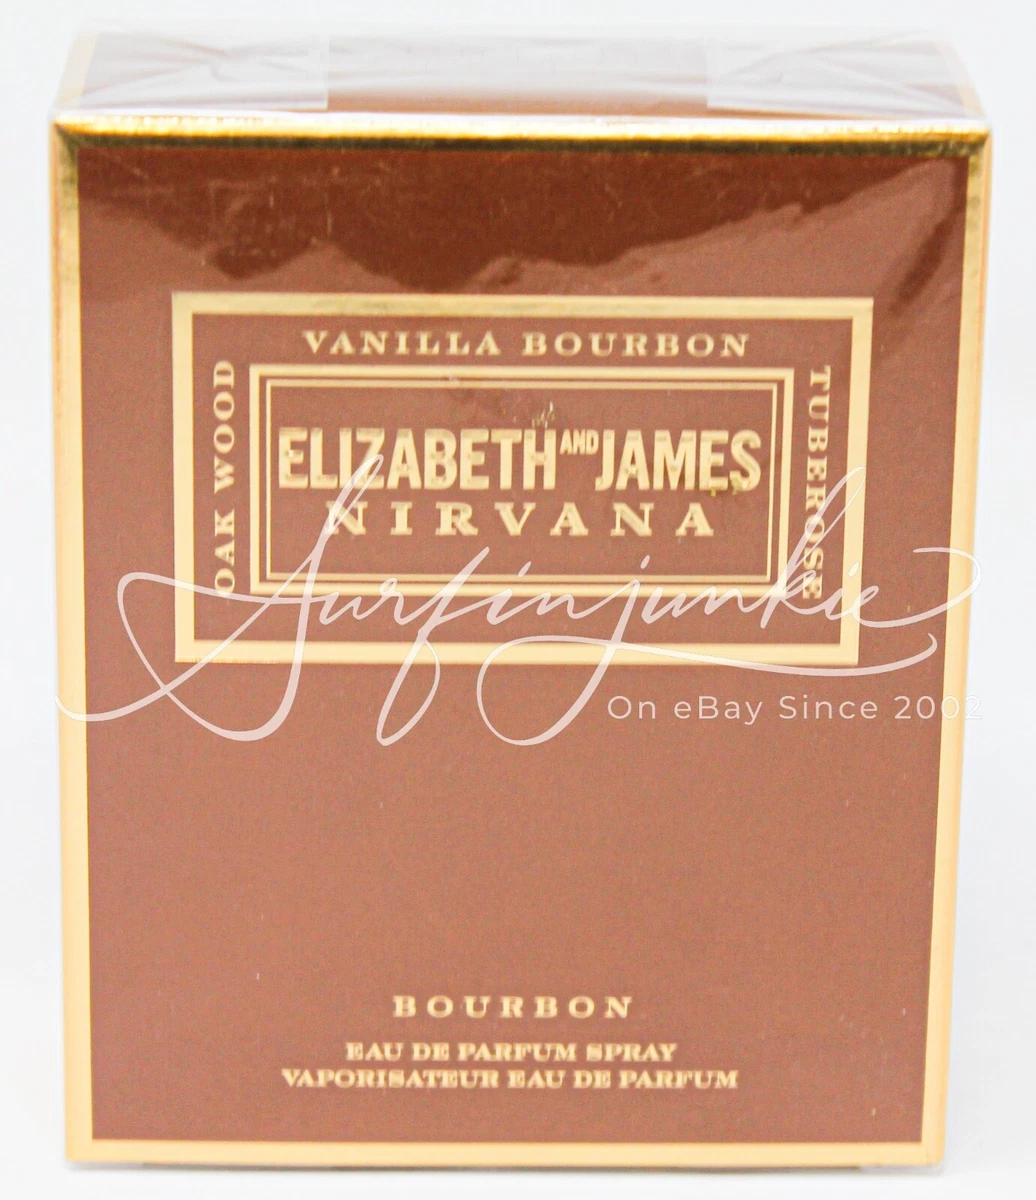 VANILLA BOURBON
OAK WOOD
ELIZABETH AND JAMES
NIRVANA
TUBEROSE
Surfinjunkie
On eBay Since 2002
BOURBON
EAU DE PARFUM SPRAY
VAPORISATEUR EAU DE PARFUM